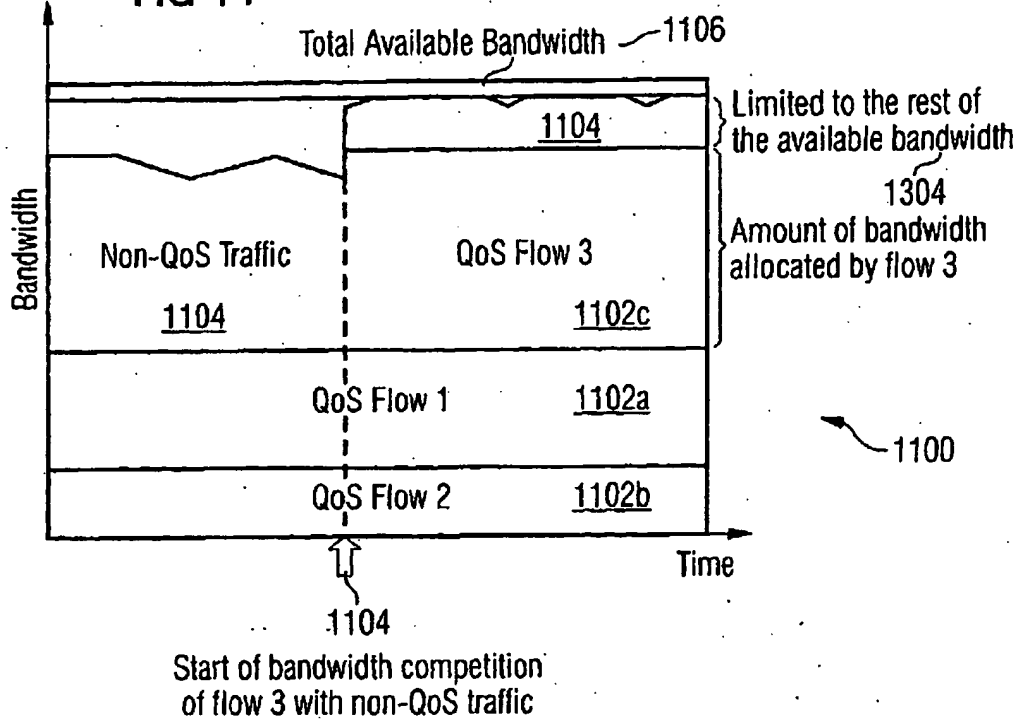 FIG 11
Total Available Bandwidth 1106
1104
Limited to the rest of
the available bandwidth
1304
Bandwidth
Non-QoS Traffic
1104
QoS Flow 3
1102c
Amount of bandwidth
allocated by flow 3
QoS Flow 1 1102a
1100
QoS Flow 2 1102b
Time
1104
Start of bandwidth competition
of flow 3 with non-QoS traffic